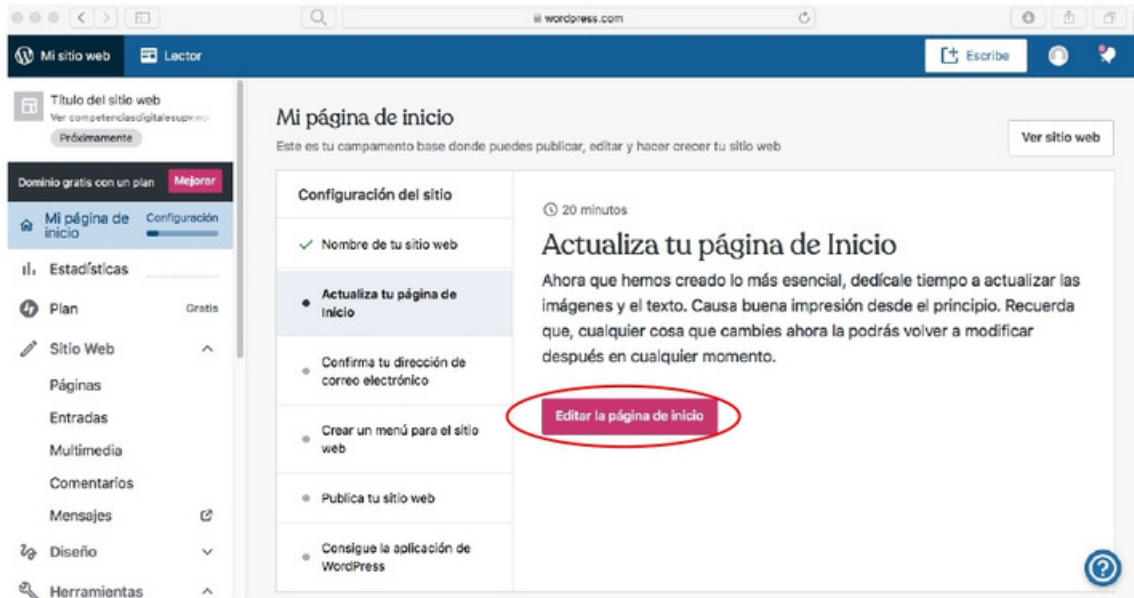 wordpress.com
Mi sitio web
Lector
Escribe
Título del sitio web
Ver competenciasdigitalesupv.wo
Próximamente
Dominio gratis con un plan
Mejorar
Mi página de
inicio
Configuración
Estadísticas
Plan
Gratis
Sitio Web
Páginas
Entradas
Multimedia
Comentarios
Mensajes
Diseño
Herramientas
Mi página de inicio
Este es tu campamento base donde puedes publicar, editar y hacer crecer tu sitio web
Ver sitio web
Configuración del sitio
Nombre de tu sitio web
Actualiza tu página de
Inicio
Confirma tu dirección de
correo electrónico
Crear un menú para el sitio
web
Publica tu sitio web
Consigue la aplicación de
WordPress
20 minutos
Actualiza tu página de Inicio
Ahora que hemos creado lo más esencial, dedícale tiempo a actualizar las
imágenes y el texto. Causa buena impresión desde el principio. Recuerda
que, cualquier cosa que cambies ahora la podrás volver a modificar
después en cualquier momento.
Editar la página de inicio